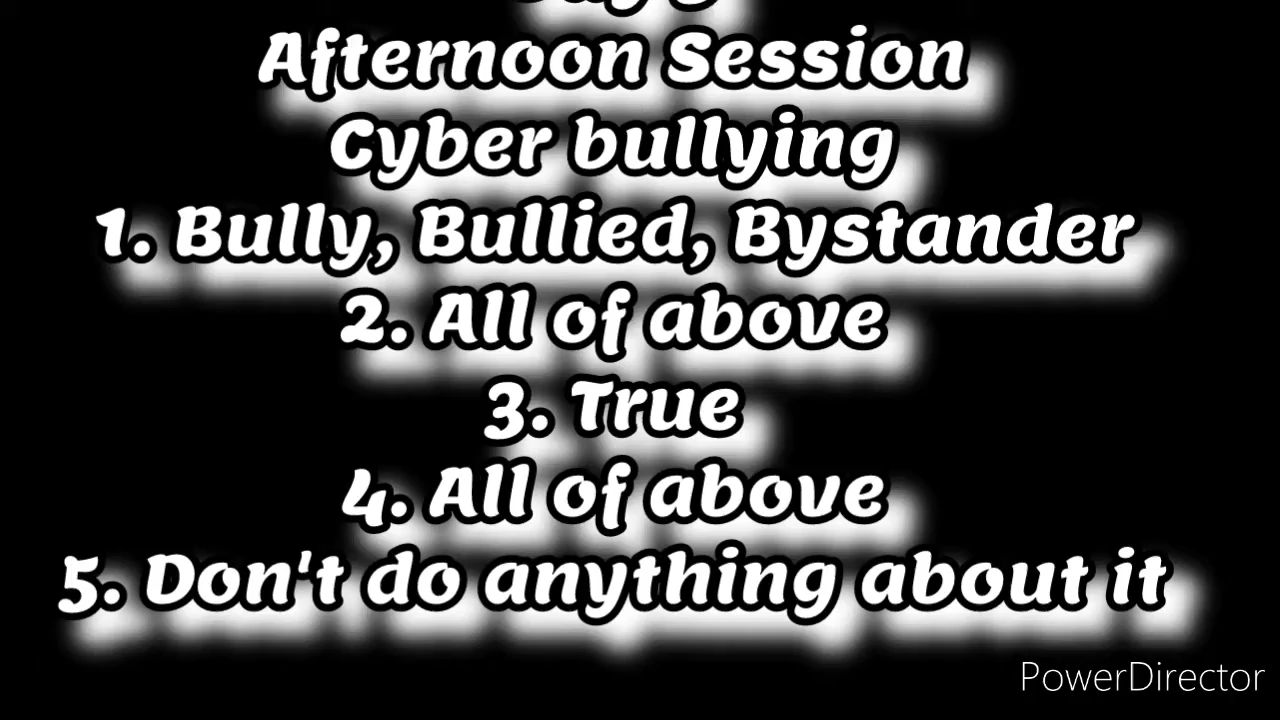 Afternoon Session
Cyber bullying
1. Bully, Bullied, Bystander
2. All of above
3. True
4. All of above
5. Don't do anything about it
PowerDirector